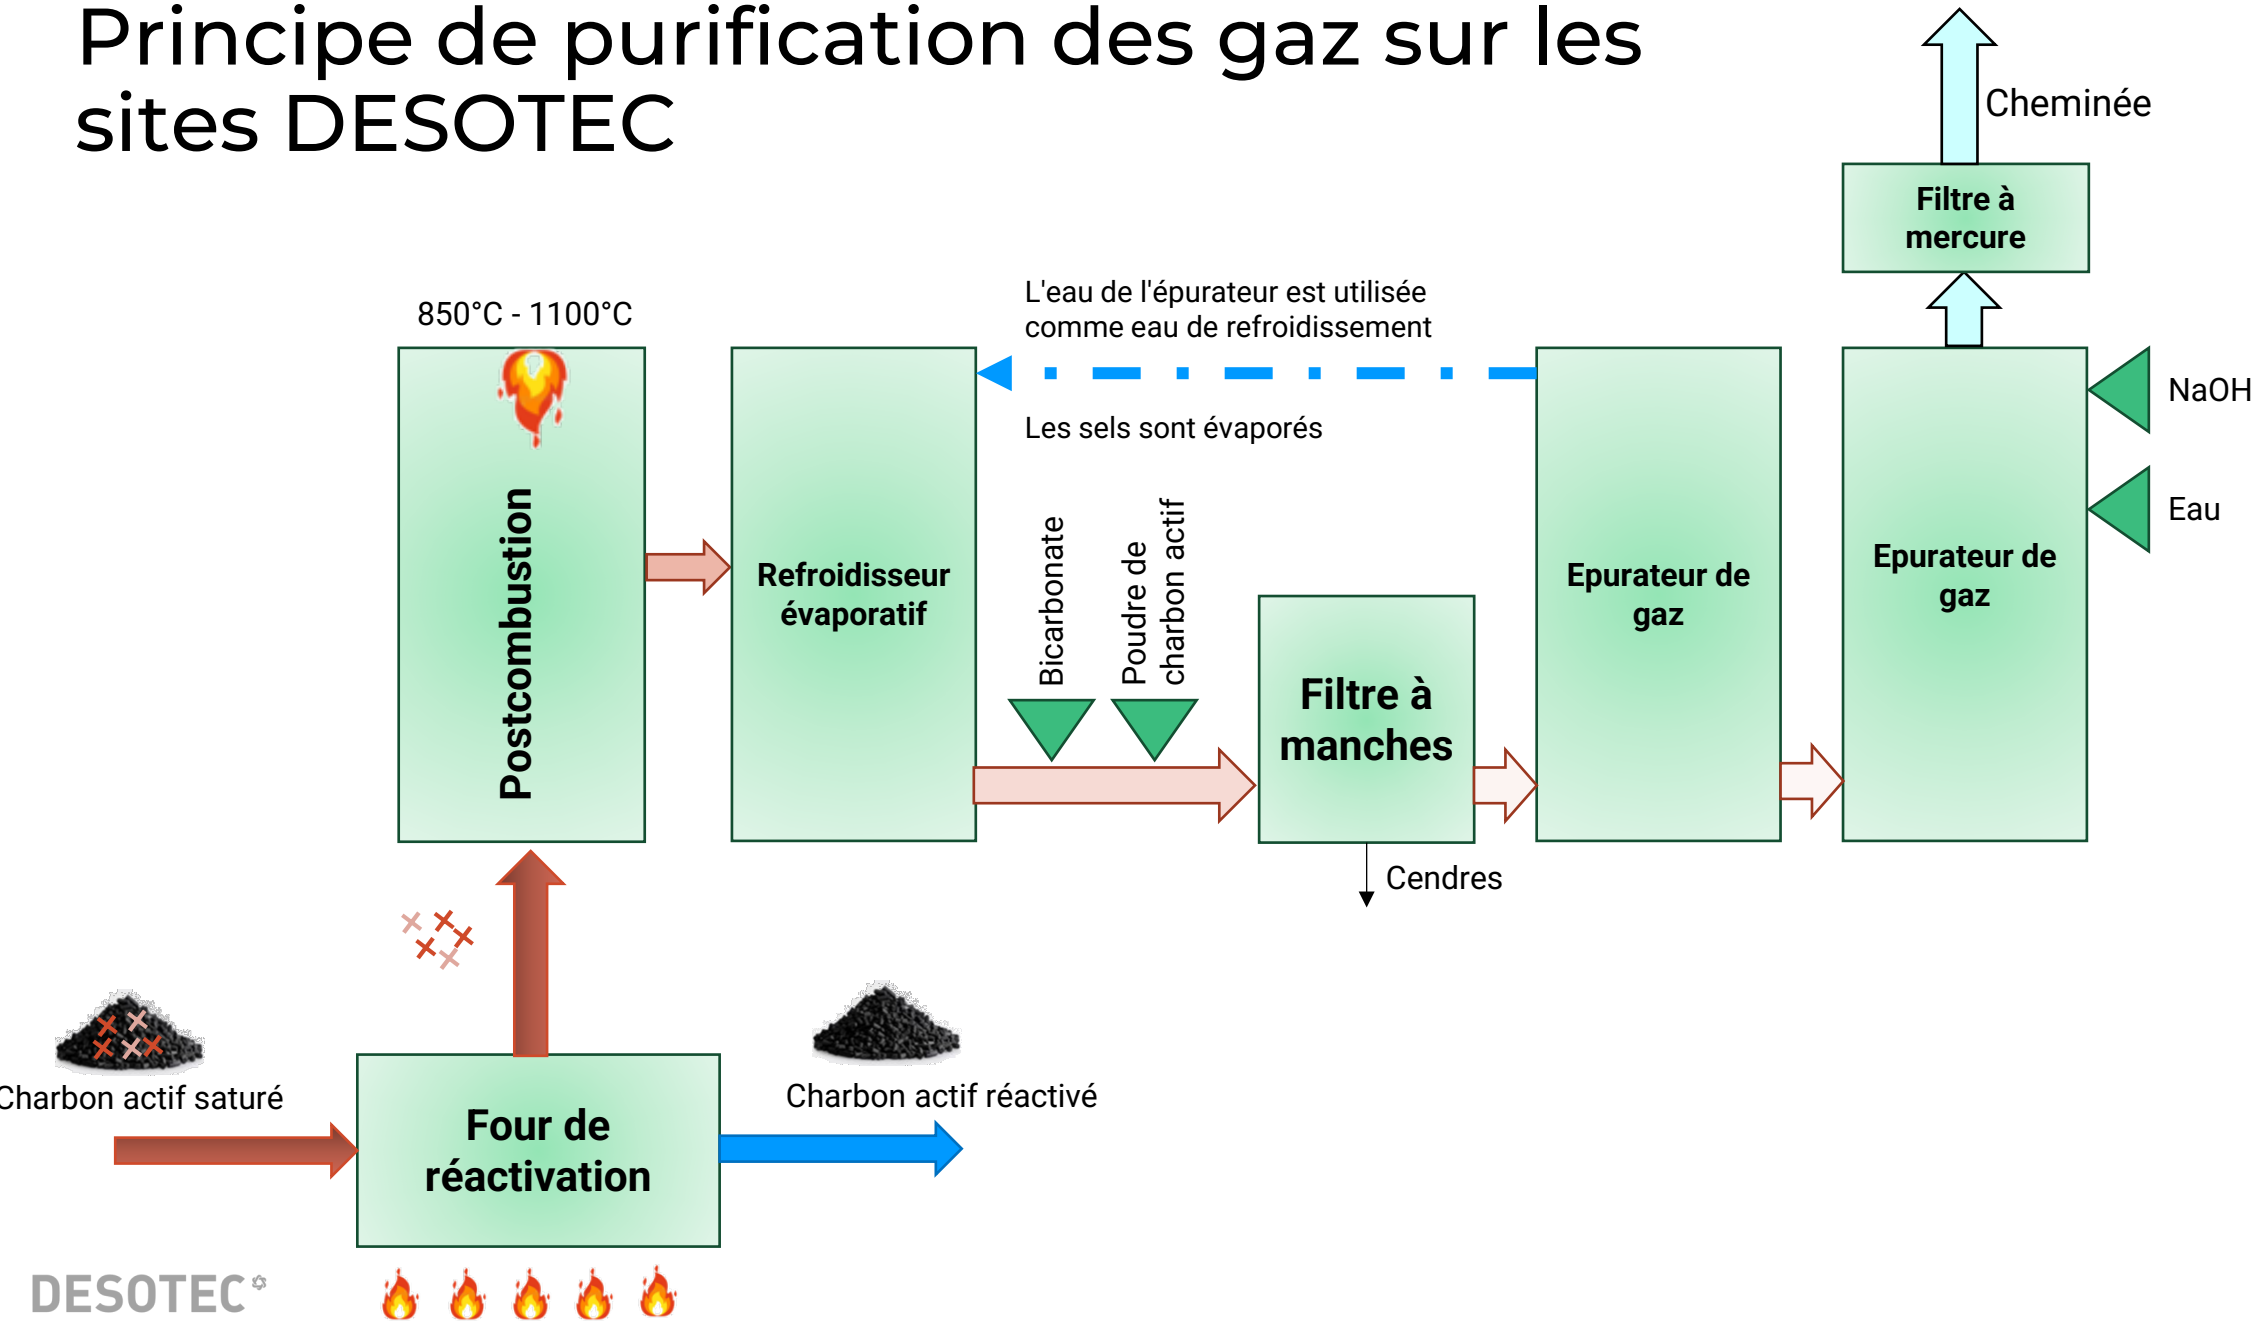 Principe de purification des gaz sur les
sites DESOTEC
Cheminée
Filtre à
mercure
850°C - 1100°C
L'eau de l'épurateur est utilisée
comme eau de refroidissement
Les sels sont évaporés
NaOH
Eau
Postcombustion
Refroidisseur
évaporatif
Bicarbonate
Poudre de
charbon actif
Filtre à
manches
Epurateur de
gaz
Epurateur de
gaz
Cendres
Charbon actif saturé
Charbon actif réactivé
Four de
réactivation
DESOTEC